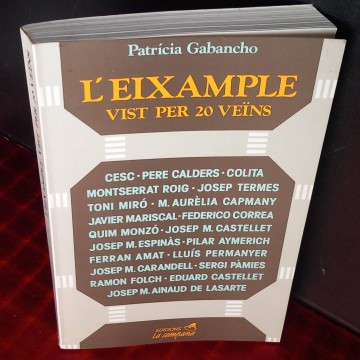 Patrícia Gabancho
L'EIXAMPLE
VIST PER 20 VEÏNS
CESC · PERE CALDERS · COLITA
MONTSERRAT ROIG · JOSEP TERMES
TONI MIRÓ · M. AURÈLIA CAPMANY
JAVIER MARISCAL · FEDERICO CORREA
QUIM MONZÓ · JOSEP M. CASTELLET
JOSEP M. ESPINÀS · PILAR AYMERICH
FERRAN AMAT · LLUÍS PERMANYER
JOSEP M. CARANDELL · SERGI PÀMIES
RAMON FOLCH · EDUARD CASTELLET
JOSEP M. AINAUD DE LASARTE
EDICIONS
La campana